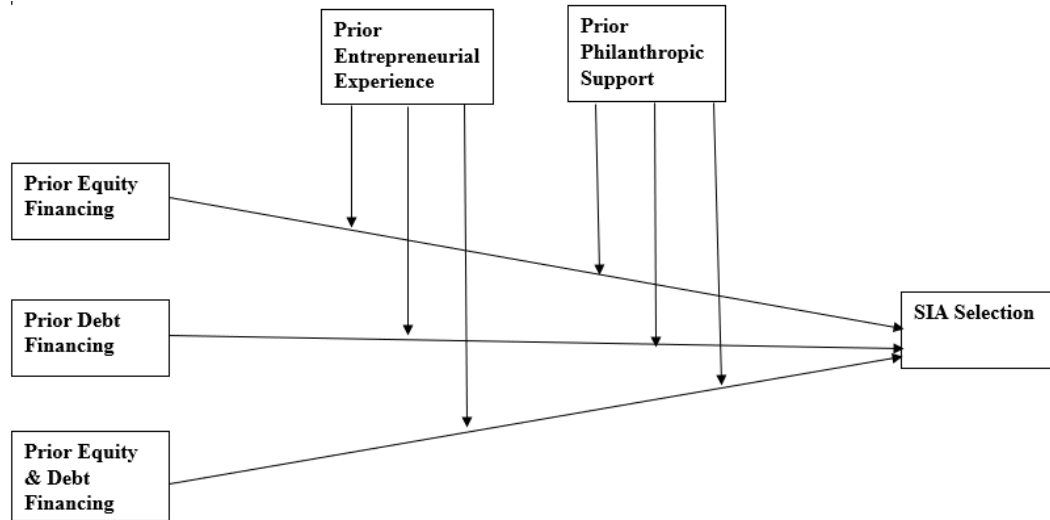 Prior
Entrepreneurial
Experience
Prior
Philanthropic
Support
Prior Equity
Financing
Prior Debt
Financing
SIA Selection
Prior Equity
& Debt
Financing